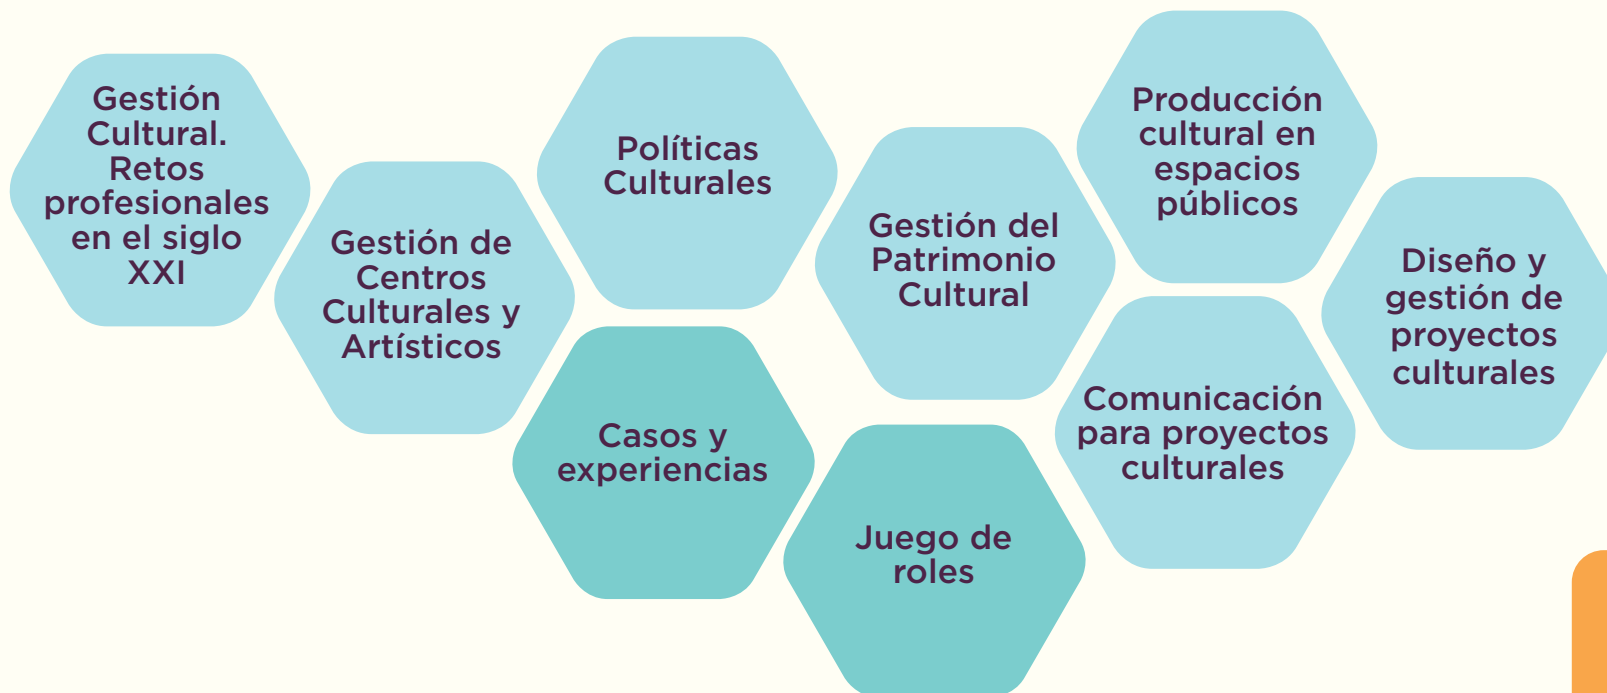 Gestión
Cultural.
Retos
profesionales
en el siglo
XXI
Gestión de
Centros
Culturales y
Artísticos
Políticas
Culturales
Casos y
experiencias
Gestión del
Patrimonio
Cultural
Juego de
roles
Producción
cultural en
espacios
públicos
Comunicación
para proyectos
culturales
Diseño y
gestión de
proyectos
culturales